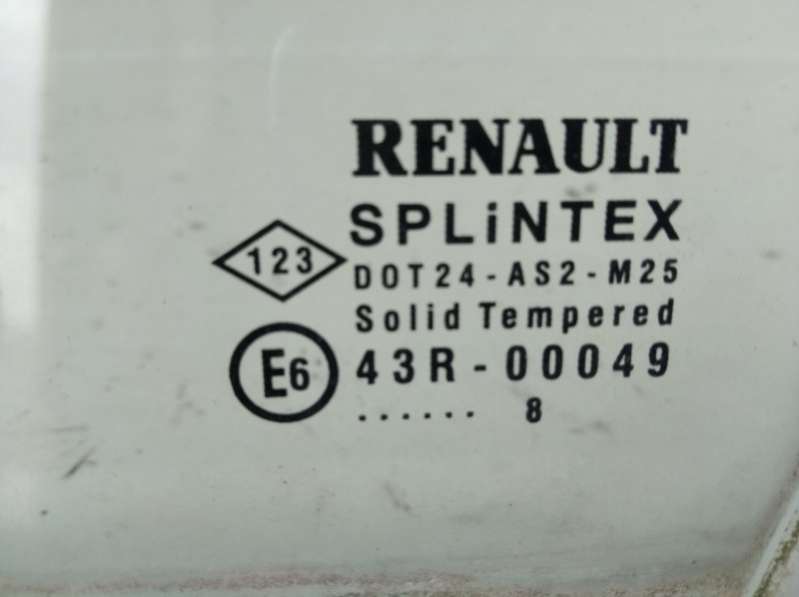 RENAULT
SPLiNTEX
123
DOT24-AS2-M25
Solid Tempered
E6
43R-00049
...... 8